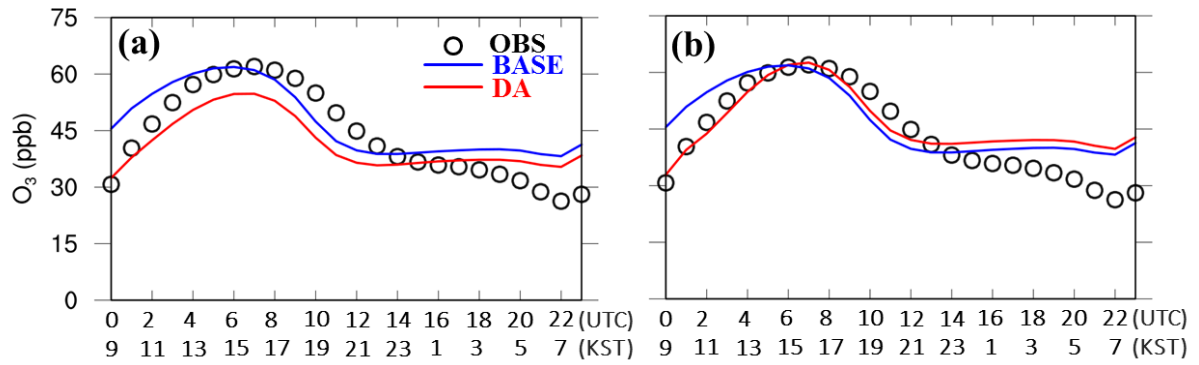 75
60
45
30
15
0
O₃ (ppb)
(a)
OBS
BASE
DA
0 2 4 6 8 10 12 14 16 18 20 22 (UTC)
9 11 13 15 17 19 21 23 1 3 5 7 (KST)
(b)
0 2 4 6 8 10 12 14 16 18 20 22 (UTC)
9 11 13 15 17 19 21 23 1 3 5 7 (KST)